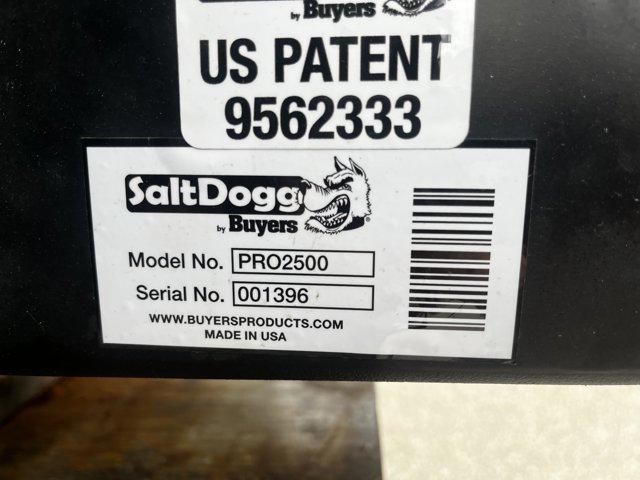 by Buyers
US PATENT
9562333
SaltDogg
by Buyers
Model No. PRO2500
Serial No. 001396
WWW.BUYERSPRODUCTS.COM
MADE IN USA